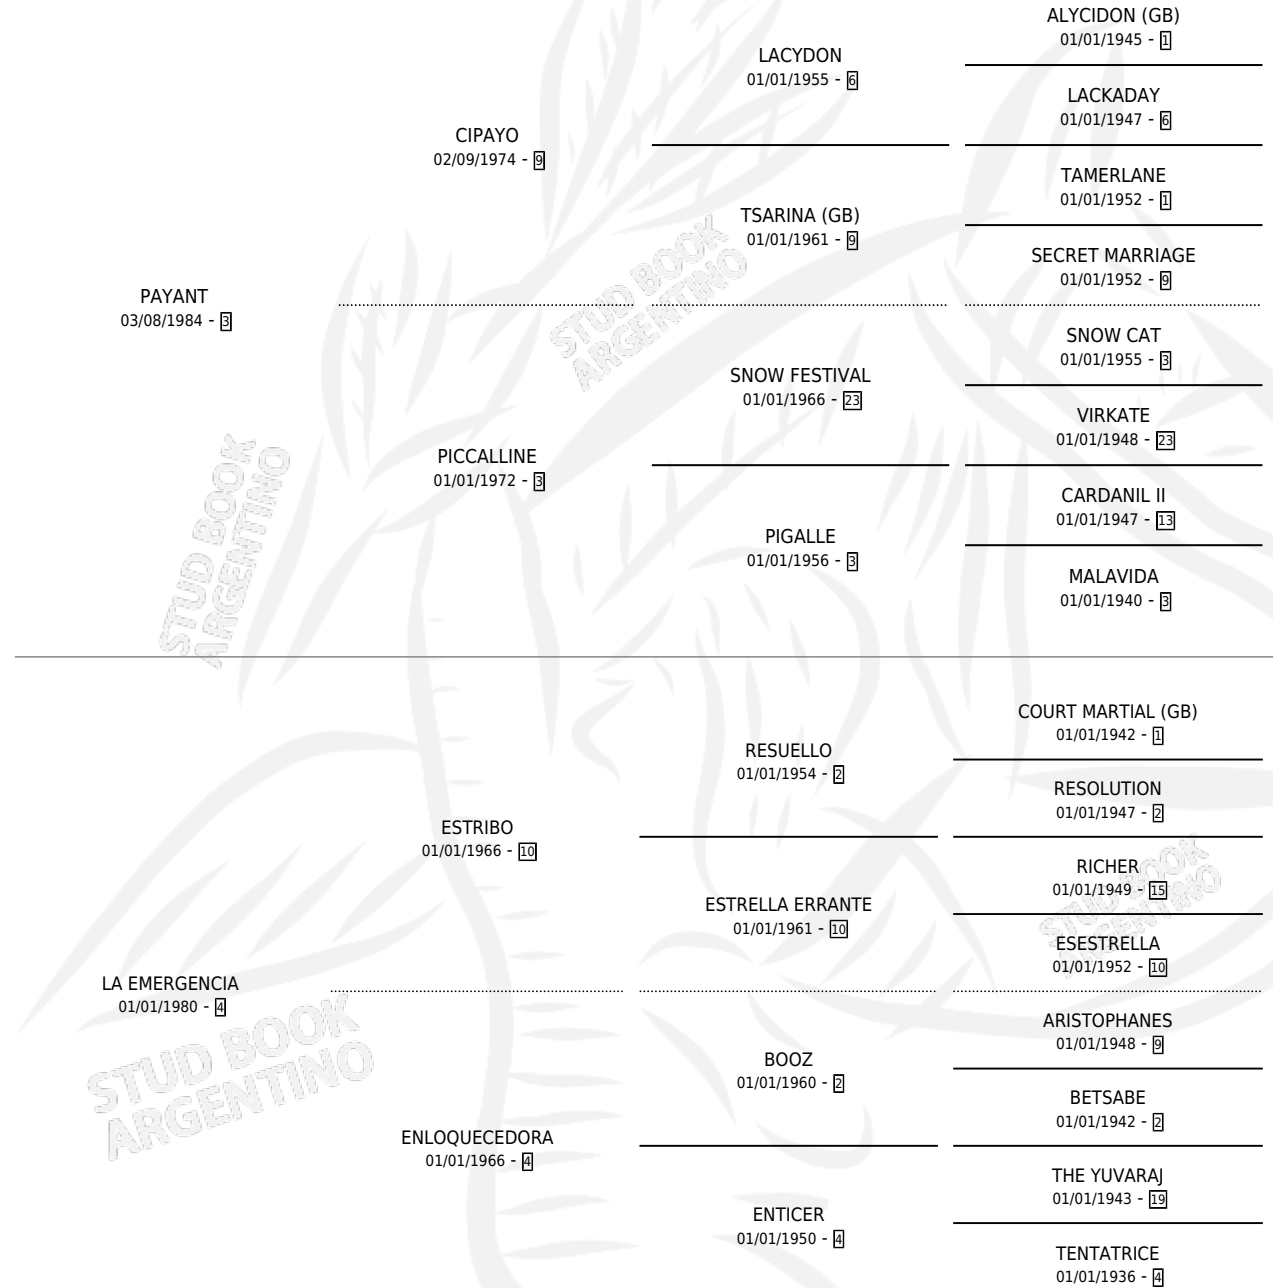 ALYCIDON (GB)
01/01/1945 - 1
LACYDON
01/01/1955 - 6
LACKADAY
01/01/1947 - 6
CIPAYO
02/09/1974 - 9
TAMERLANE
01/01/1952 - 1
TSARINA (GB)
01/01/1961 - 9
SECRET MARRIAGE
01/01/1952 - 9
PAYANT
03/08/1984 - 3
SNOW CAT
01/01/1955 - 3
SNOW FESTIVAL
01/01/1966 - 23
VIRKATE
01/01/1948 - 23
PICCALLINE
01/01/1972 - 3
CARDANIL II
01/01/1947 - 13
PIGALLE
01/01/1956 - 3
MALAVIDA
01/01/1940 - 3
COURT MARTIAL (GB)
01/01/1942 - 1
RESUELLO
01/01/1954 - 2
RESOLUTION
01/01/1947 - 2
ESTRIBO
01/01/1966 - 10
RICHER
01/01/1949 - 15
ESTRELLA ERRANTE
01/01/1961 - 10
ESESTRELLA
01/01/1952 - 10
LA EMERGENCIA
01/01/1980 - 4
ARISTOPHANES
01/01/1948 - 9
BOOZ
01/01/1960 - 2
BETSABE
01/01/1942 - 2
ENLOQUECEDORA
01/01/1966 - 4
THE YUVARAJ
01/01/1943 - 19
ENTICER
01/01/1950 - 4
TENTATRICE
01/01/1936 - 4
STUD BOOK
ARGENTINO
STUD BOOK
ARGENTINO
STUD BOOK
ARGENTINO
STUD BOOK
ARGENTINO